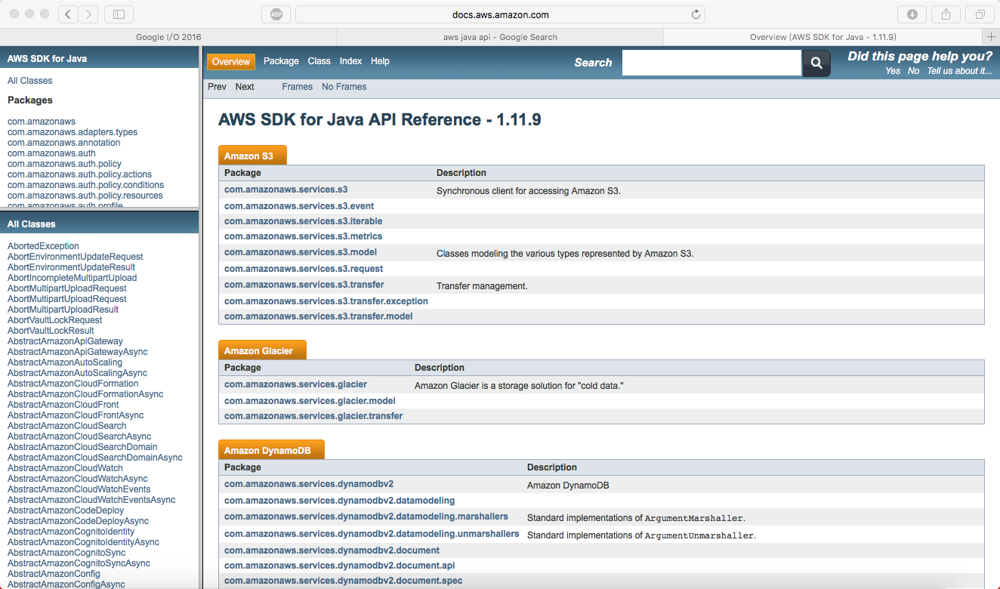 ABP
docs.aws.amazon.com
Google I/O 2016
aws java api - Google Search
Overview (AWS SDK for Java - 1.11.9)
AWS SDK for Java
All Classes
Packages
com.amazonaws
com.amazonaws.adapters.types
com.amazonaws.annotation
com.amazonaws.auth
com.amazonaws.auth.policy
com.amazonaws.auth.policy.actions
com.amazonaws.auth.policy.conditions
com.amazonaws.auth.policy.resources
com.amazonaws.auth.profile
All Classes
AbortedException
AbortEnvironmentUpdateRequest
AbortEnvironmentUpdateResult
AbortIncompleteMultipartUpload
AbortMultipartUploadRequest
AbortMultipartUploadRequest
AbortMultipartUploadResult
AbortVaultLockRequest
AbortVaultLockResult
AbstractAmazonApiGateway
AbstractAmazonApiGatewayAsync
AbstractAmazonAutoScaling
AbstractAmazonAutoScalingAsync
AbstractAmazonCloudFormation
AbstractAmazonCloudFormationAsync
AbstractAmazonCloudFront
AbstractAmazonCloudFrontAsync
AbstractAmazonCloudSearch
AbstractAmazonCloudSearchAsync
AbstractAmazonCloudSearchDomain
AbstractAmazonCloudSearchDomainAsync
AbstractAmazonCloudWatch
AbstractAmazonCloudWatchAsync
AbstractAmazonCloudWatchEvents
AbstractAmazonCloudWatchEventsAsync
AbstractAmazonCodeDeploy
AbstractAmazonCodeDeployAsync
AbstractAmazonCognitoIdentity
AbstractAmazonCognitoIdentityAsync
AbstractAmazonCognitoSync
AbstractAmazonCognitoSyncAsync
AbstractAmazonConfig
AbstractAmazonConfigAsync
Overview Package Class Index Help
Search
Did this page help you?
Yes No Tell us about it...
Prev Next Frames No Frames
AWS SDK for Java API Reference - 1.11.9
Amazon S3
Package Description
com.amazonaws.services.s3 Synchronous client for accessing Amazon S3.
com.amazonaws.services.s3.event
com.amazonaws.services.s3.iterable
com.amazonaws.services.s3.metrics
com.amazonaws.services.s3.model Classes modeling the various types represented by Amazon S3.
com.amazonaws.services.s3.request
com.amazonaws.services.s3.transfer Transfer management.
com.amazonaws.services.s3.transfer.exception
com.amazonaws.services.s3.transfer.model
Amazon Glacier
Package Description
com.amazonaws.services.glacier Amazon Glacier is a storage solution for "cold data."
com.amazonaws.services.glacier.model
com.amazonaws.services.glacier.transfer
Amazon DynamoDB
Package Description
com.amazonaws.services.dynamodbv2 Amazon DynamoDB
com.amazonaws.services.dynamodbv2.datamodeling
com.amazonaws.services.dynamodbv2.datamodeling.marshallers Standard implementations of ArgumentMarshaller.
com.amazonaws.services.dynamodbv2.datamodeling.unmarshallers Standard implementations of ArgumentUnmarshaller.
com.amazonaws.services.dynamodbv2.document
com.amazonaws.services.dynamodbv2.document.api
com.amazonaws.services.dynamodbv2.document.spec